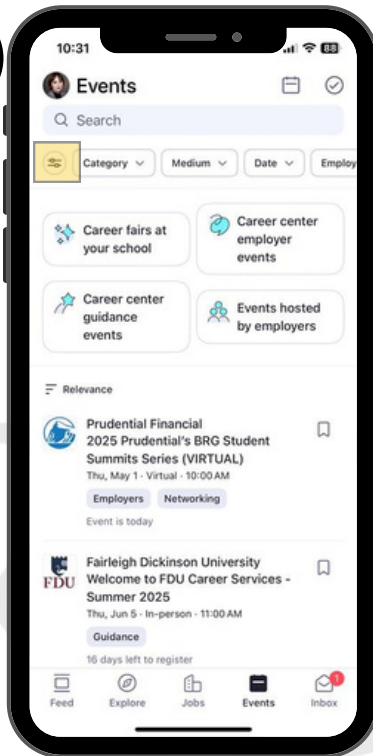 10:31
88
Events
Search
Category
Medium
Date
Employ
Career fairs at
your school
Career center
employer
events
Career center
guidance
events
Events hosted
by employers
Relevance
Prudential Financial
2025 Prudential's BRG Student
Summits Series (VIRTUAL)
Thu, May 1 · Virtual · 10:00 AM
Employers Networking
Event is today
FDU
Fairleigh Dickinson University
Welcome to FDU Career Services -
Summer 2025
Thu, Jun 5 · In-person · 11:00 AM
Guidance
16 days left to register
1
Feed Explore Jobs Events Inbox